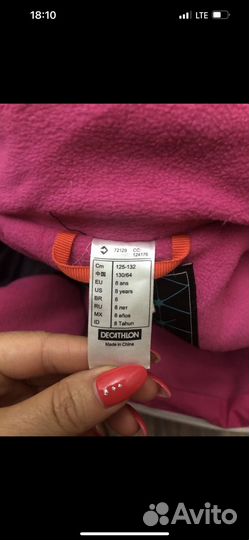 18:10
LTE
72129 CC:
124176
Cm 125-132
中国 130/64
EU 8 ans
US 8 years
BR 8
RU 8 лет
MX 8 años
ID 8 Tahun
DECATHLON
Made in China
Avito